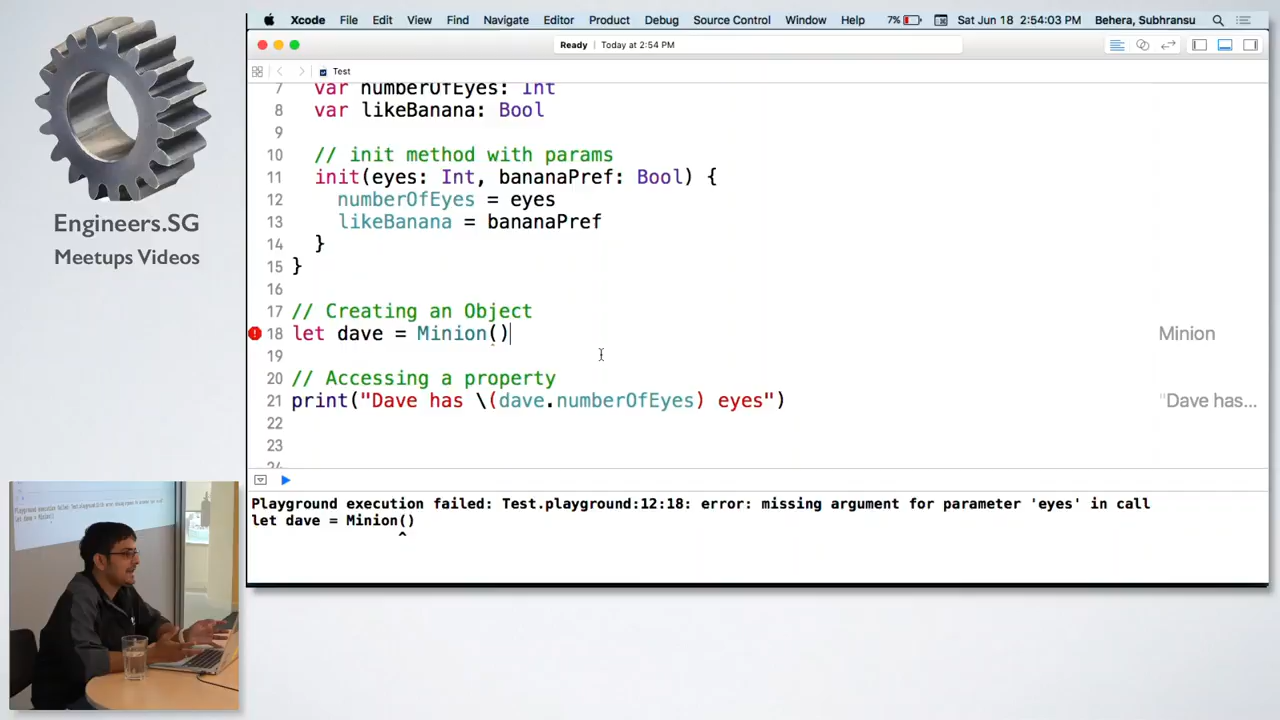 Xcode File Edit View Find Navigate Editor Product Debug Source Control Window Help 7% Sat Jun 18 2:54:03 PM Behera, Subhransu
Ready | Today at 2:54 PM
Test
7 var numberOfEyes: Int
8 var likeBanana: Bool
9
10 // init method with params
11 init(eyes: Int, bananaPref: Bool) {
12 numberOfEyes = eyes
13 likeBanana = bananaPref
14 }
15 }
16
17 // Creating an Object
18 let dave = Minion() Minion
19
20 // Accessing a property
21 print("Dave has \(dave.numberOfEyes) eyes") "Dave has...
22
23
24
Playground execution failed: Test.playground:12:18: error: missing argument for parameter 'eyes' in call
let dave = Minion()
^
Engineers.SG
Meetups Videos